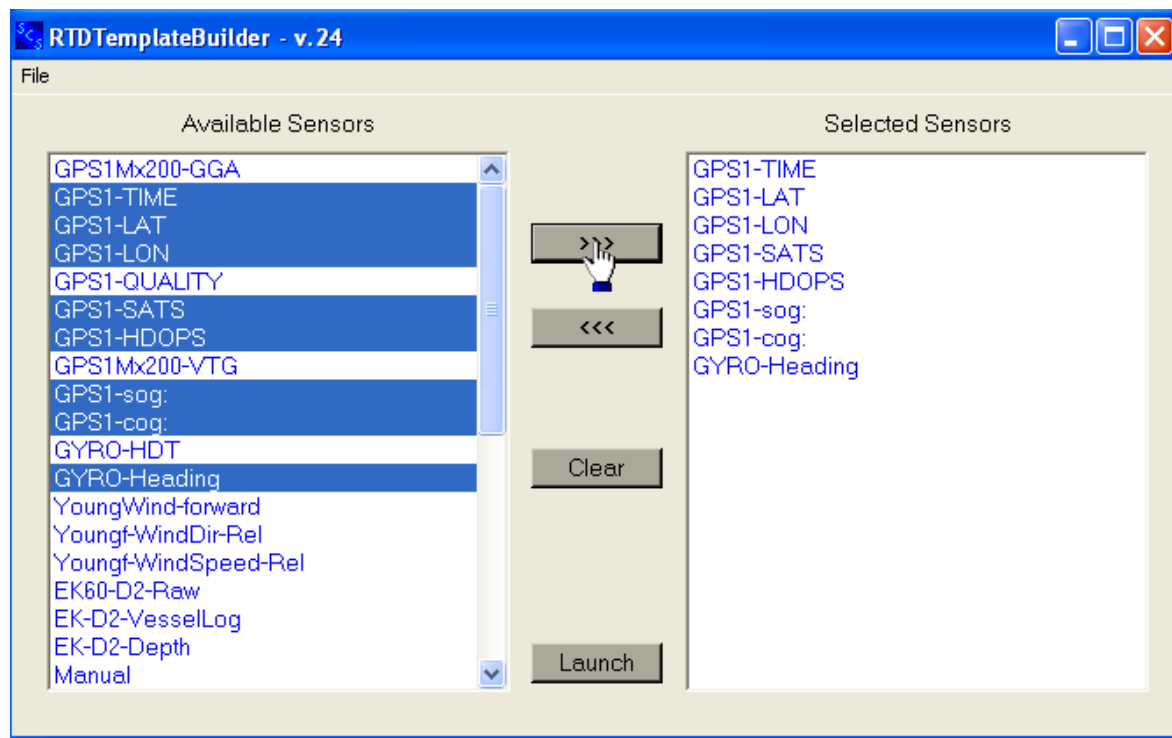 SCS RTDTemplateBuilder - v.24
File
Available Sensors
GPS1Mx200-GGA
GPS1-TIME
GPS1-LAT
GPS1-LON
GPS1-QUALITY
GPS1-SATS
GPS1-HDOPS
GPS1Mx200-VTG
GPS1-sog:
GPS1-cog:
GYRO-HDT
GYRO-Heading
YoungWind-forward
Youngf-WindDir-Rel
Youngf-WindSpeed-Rel
EK60-D2-Raw
EK-D2-VesselLog
EK-D2-Depth
Manual
>>>
<<<
Clear
Launch
Selected Sensors
GPS1-TIME
GPS1-LAT
GPS1-LON
GPS1-SATS
GPS1-HDOPS
GPS1-sog:
GPS1-cog:
GYRO-Heading